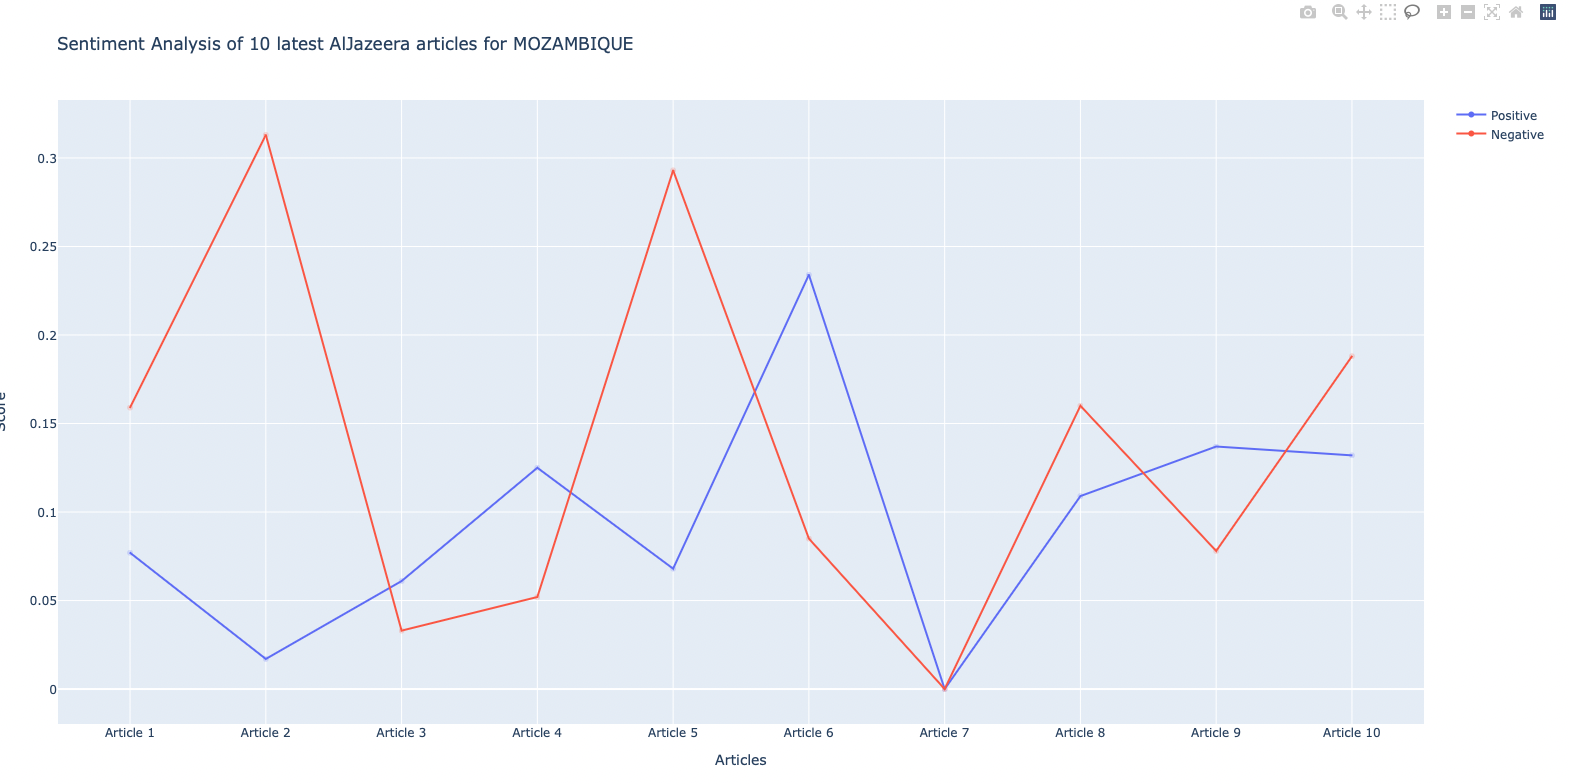 Sentiment Analysis of 10 latest AlJazeera articles for MOZAMBIQUE
Positive
Negative
0.3
0.25
0.2
0.15
0.1
0.05
0
Score
Article 1
Article 2
Article 3
Article 4
Article 5
Article 6
Article 7
Article 8
Article 9
Article 10
Articles